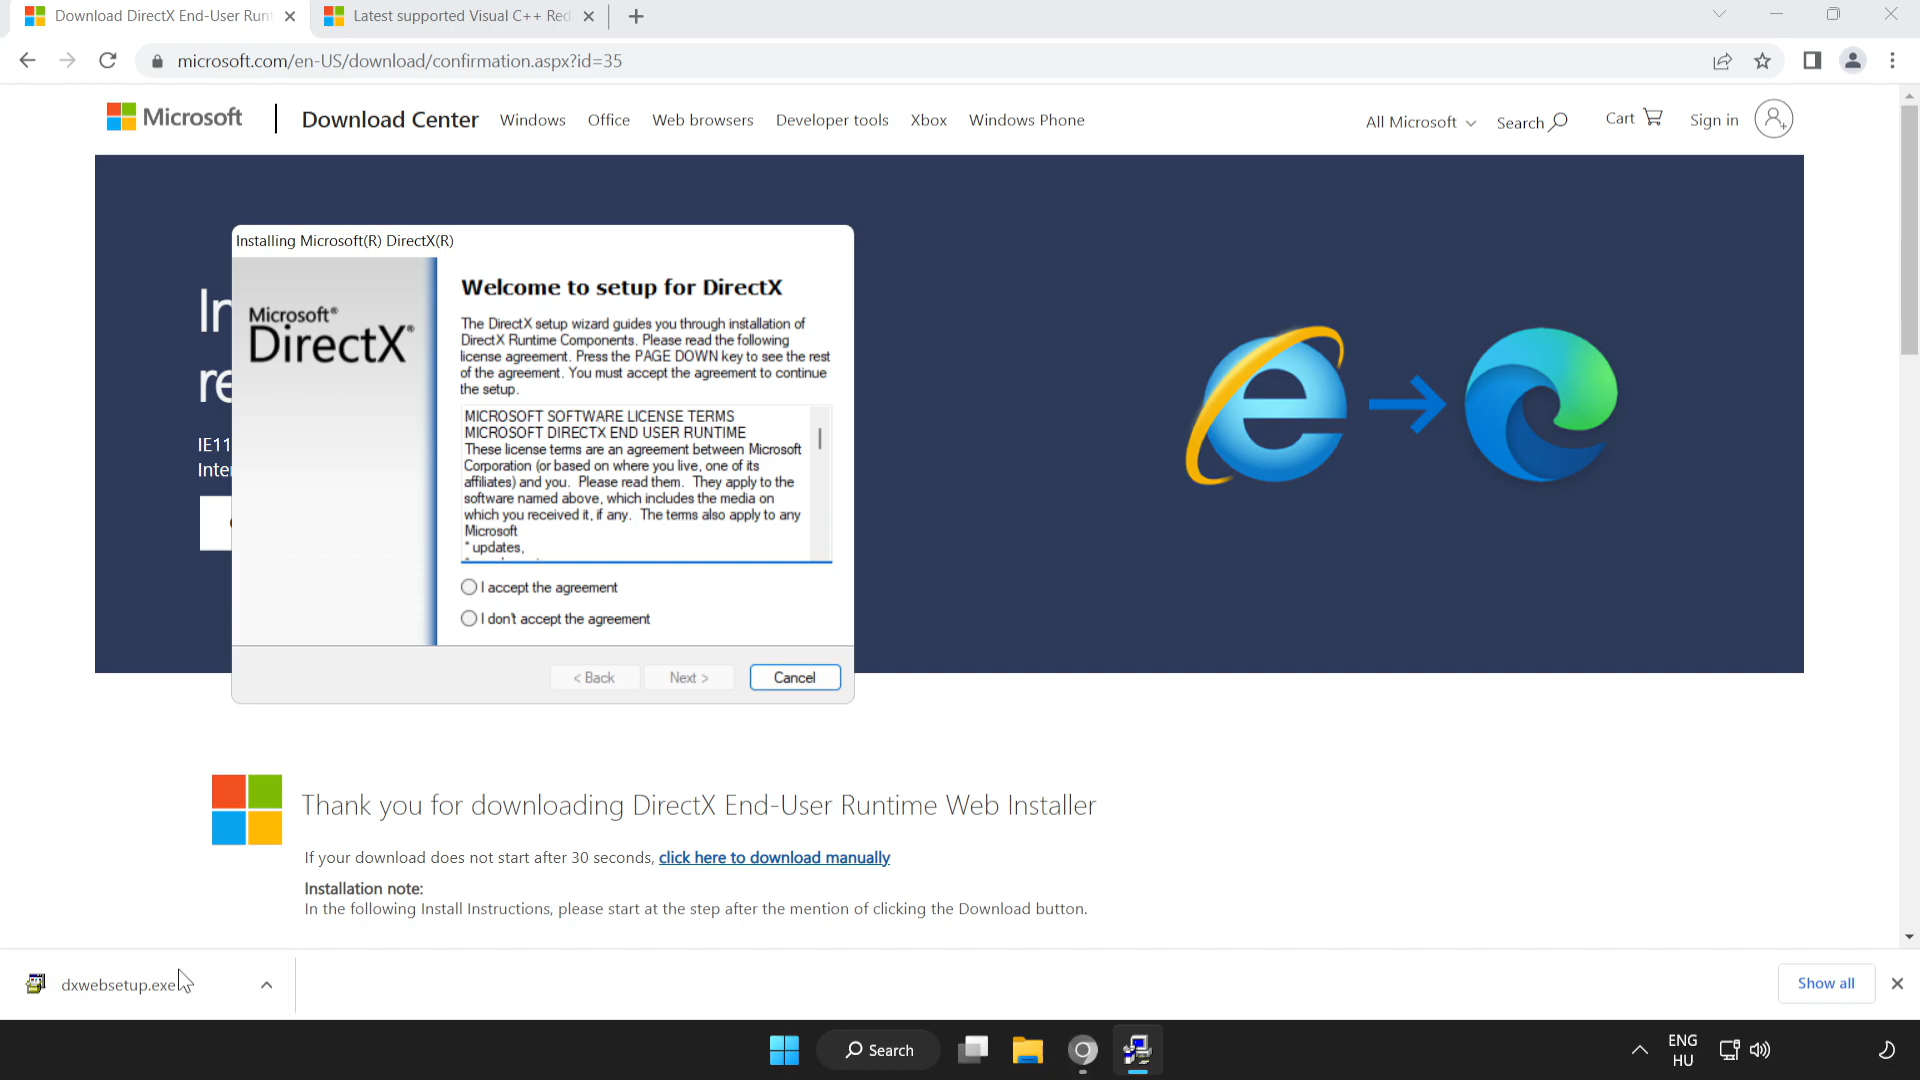 Download DirectX End-User Runt
Latest supported Visual C++ Red
microsoft.com/en-US/download/confirmation.aspx?id=35
Microsoft
Download Center
Windows
Office
Web browsers
Developer tools
Xbox
Windows Phone
All Microsoft
Search
Cart
Sign in
In
re
IE11
Inte
Installing Microsoft(R) DirectX(R)
Microsoft®
DirectX®
Welcome to setup for DirectX
The DirectX setup wizard guides you through installation of
DirectX Runtime Components. Please read the following
license agreement. Press the PAGE DOWN key to see the rest
of the agreement. You must accept the agreement to continue
the setup.
MICROSOFT SOFTWARE LICENSE TERMS
MICROSOFT DIRECTX END USER RUNTIME
These license terms are an agreement between Microsoft
Corporation (or based on where you live, one of its
affiliates) and you. Please read them. They apply to the
software named above, which includes the media on
which you received it, if any. The terms also apply to any
Microsoft
* updates,
I accept the agreement
I don't accept the agreement
< Back
Next >
Cancel
Thank you for downloading DirectX End-User Runtime Web Installer
If your download does not start after 30 seconds, click here to download manually
Installation note:
In the following Install Instructions, please start at the step after the mention of clicking the Download button.
dxwebsetup.exe
Show all
Search
ENG
HU